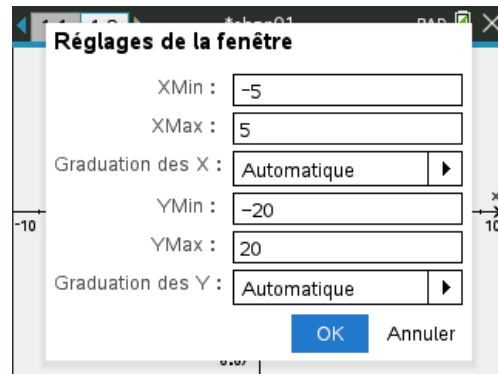 RAD
Réglages de la fenêtre
XMin : -5
XMax : 5
Graduation des X : Automatique
YMin : -20
YMax : 20
Graduation des Y : Automatique
OK Annuler
-10
x
10